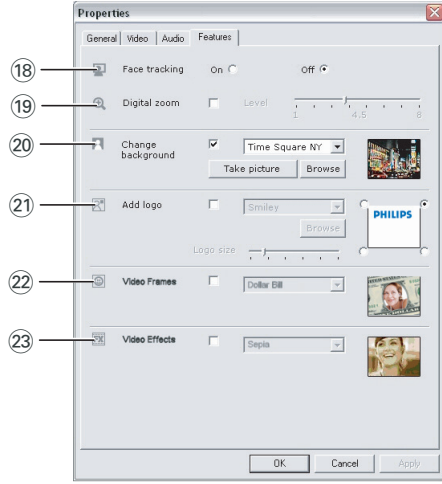 Properties
General Video Audio Features
18 Face tracking On Off
19 Digital zoom Level
1 4.5 8
20 Change background Time Square NY
Take picture Browse
21 Add logo Smiley
PHILIPS
Browse
Logo size
22 Video Frames Dollar Bill
23 Video Effects Sepia
OK Cancel Apply